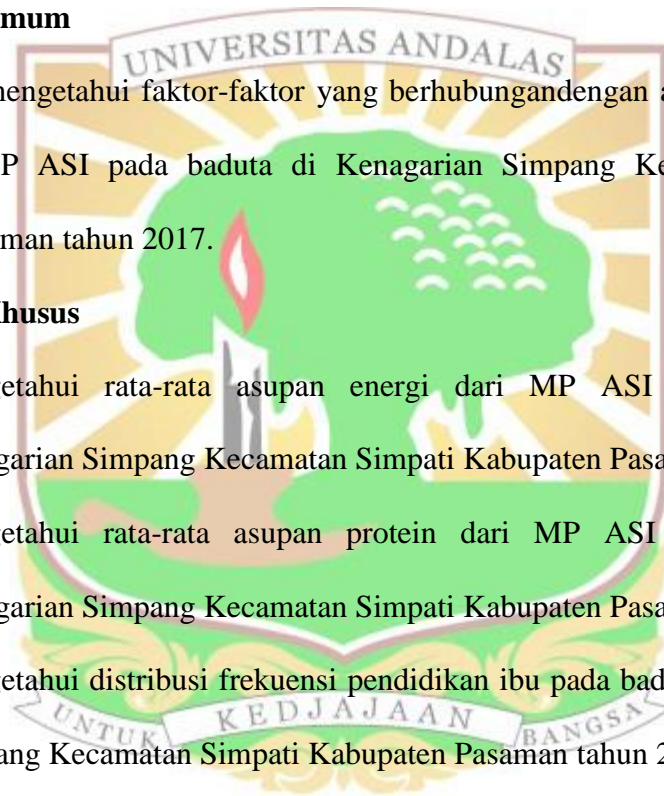 mum
UNIVERSITAS ANDALAS
mengetahui faktor-faktor yang berhubungandengan a
P ASI pada baduta di Kenagarian Simpang Ke
man tahun 2017.
husus
getahui rata-rata asupan energi dari MP ASI
garian Simpang Kecamatan Simpati Kabupaten Pasa
getahui rata-rata asupan protein dari MP ASI
garian Simpang Kecamatan Simpati Kabupaten Pasa
getahui distribusi frekuensi pendidikan ibu pada bad
UNTUK KEDJAJAAN BANGSA
ang Kecamatan Simpati Kabupaten Pasaman tahun 2